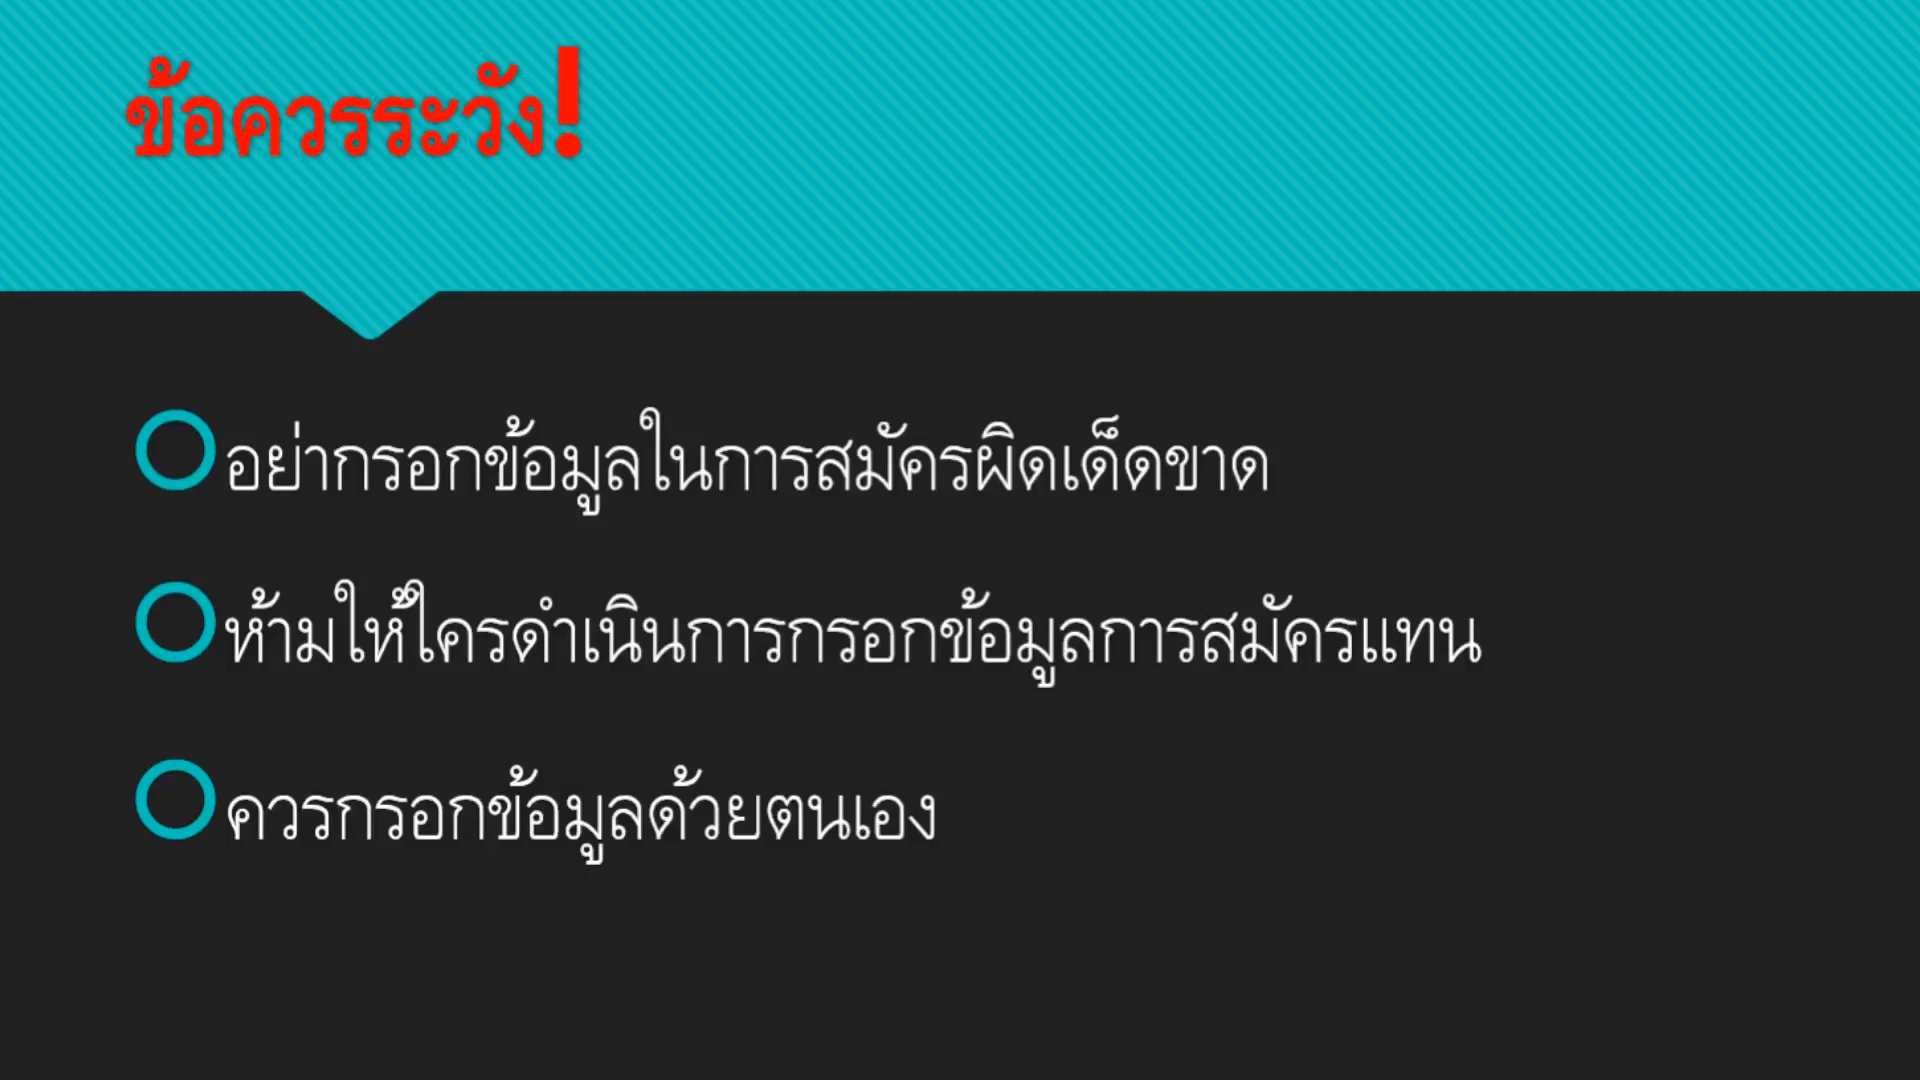 ข้อควรระวัง!
อย่ากรอกข้อมูลในการสมัครผิดเด็ดขาด
ห้ามให้ใครดำเนินการกรอกข้อมูลการสมัครแทน
ควรกรอกข้อมูลด้วยตนเอง